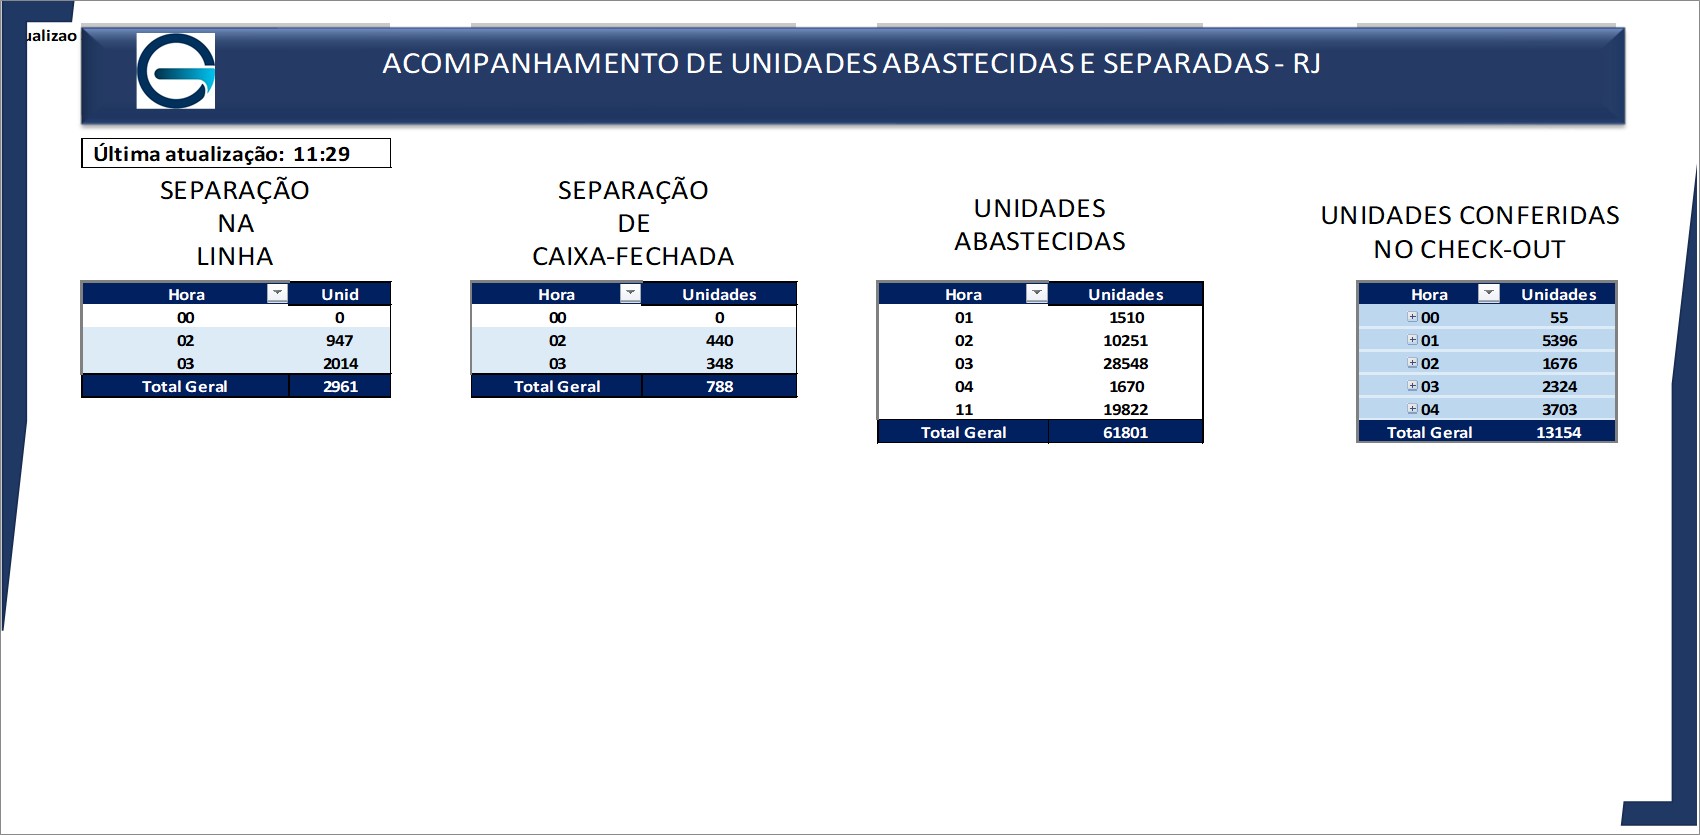 ualizao
ACOMPANHAMENTO DE UNIDADES ABASTECIDAS E SEPARADAS - RJ
Última atualização: 11:29
SEPARAÇÃO
NA
LINHA
Hora Unid
00 0
02 947
03 2014
Total Geral 2961
SEPARAÇÃO
DE
CAIXA-FECHADA
Hora Unidades
00 0
02 440
03 348
Total Geral 788
UNIDADES
ABASTECIDAS
Hora Unidades
01 1510
02 10251
03 28548
04 1670
11 19822
Total Geral 61801
UNIDADES CONFERIDAS
NO CHECK-OUT
Hora Unidades
00 55
01 5396
02 1676
03 2324
04 3703
Total Geral 13154